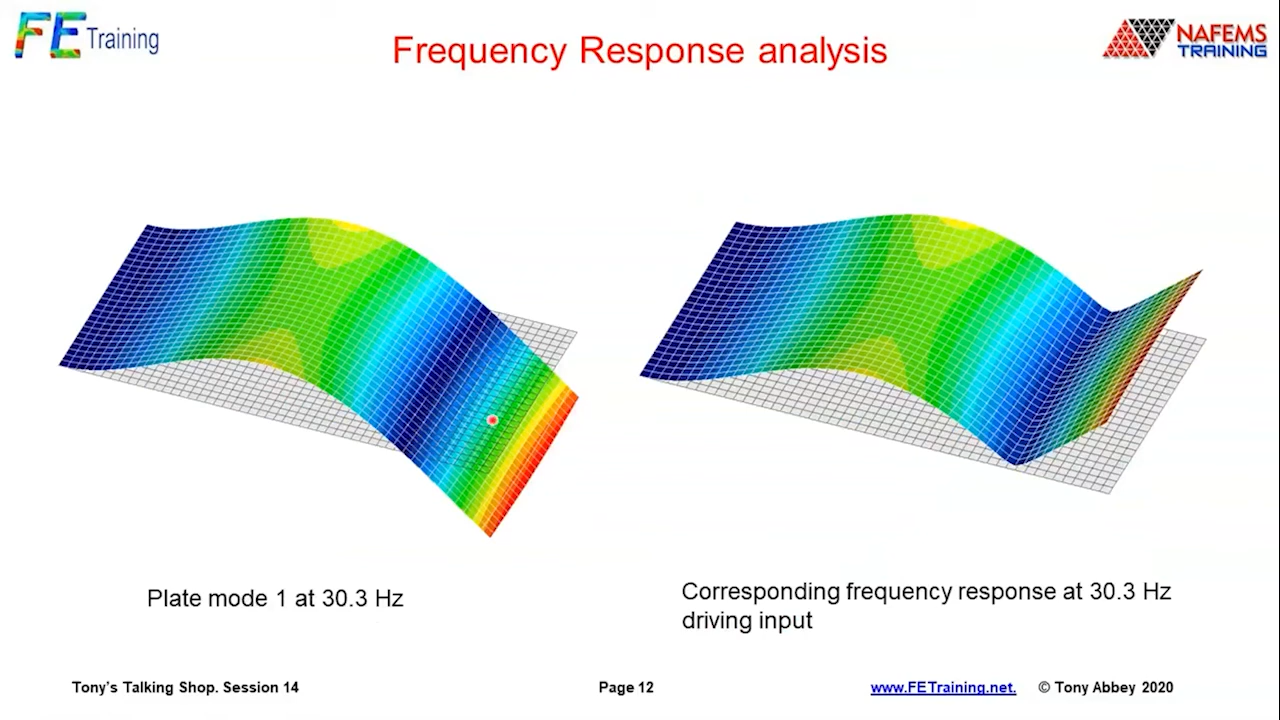 FE Training
Frequency Response analysis
NAFEMS
TRAINING
Plate mode 1 at 30.3 Hz
Corresponding frequency response at 30.3 Hz
driving input
Tony's Talking Shop. Session 14
Page 12
www.FETraining.net.
© Tony Abbey 2020